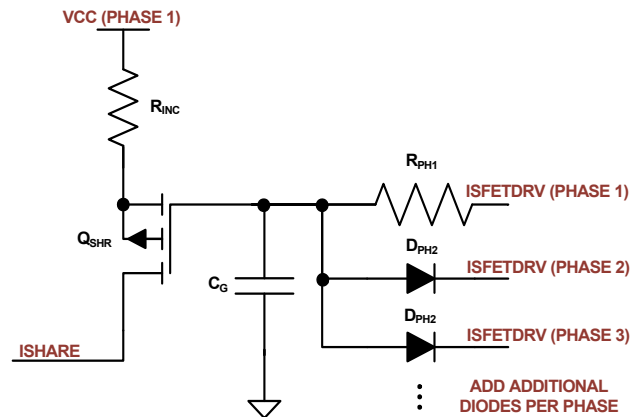 VCC (PHASE 1)
RINC
RPH1
ISFETDRV (PHASE 1)
QSHR
DPH2
ISFETDRV (PHASE 2)
CG
DPH2
ISFETDRV (PHASE 3)
ISHARE
ADD ADDITIONAL
DIODES PER PHASE